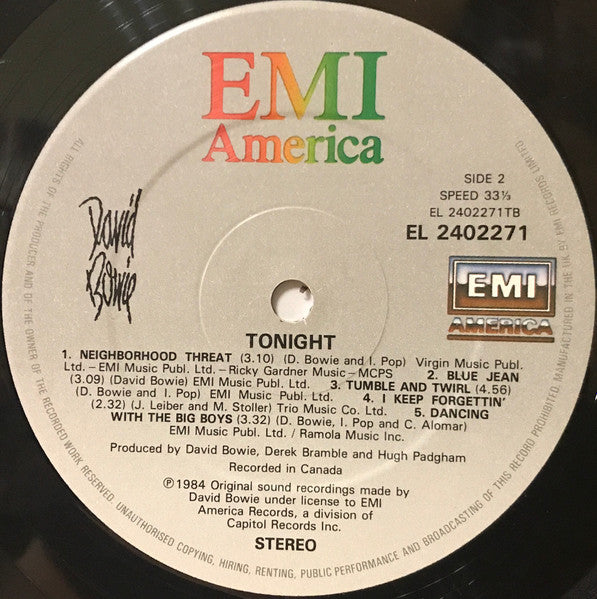 EMI
America
SIDE 2
SPEED 33⅓
EL 2402271TB
EL 2402271
David
Bowie
EMI
AMERICA
TONIGHT
1. NEIGHBORHOOD THREAT (3.10) (D. Bowie and I. Pop) Virgin Music Publ.
Ltd.–EMI Music Publ. Ltd.–Ricky Gardner Music–MCPS 2. BLUE JEAN
(3.09) (David Bowie) EMI Music Publ. Ltd. 3. TUMBLE AND TWIRL (4.56)
(D. Bowie and I. Pop) EMI Music Publ. Ltd. 4. I KEEP FORGETTIN'
(2.32) (J. Leiber and M. Stoller) Trio Music Co. Ltd. 5. DANCING
WITH THE BIG BOYS (3.32) (D. Bowie, I. Pop and C. Alomar)
EMI Music Publ. Ltd. / Ramola Music Inc.
Produced by David Bowie, Derek Bramble and Hugh Padgham
Recorded in Canada
Ⓟ1984 Original sound recordings made by
David Bowie under license to EMI
America Records, a division of
Capitol Records Inc.
STEREO
ALL RIGHTS OF THE PRODUCER AND OF THE OWNER OF THE RECORDED WORK RESERVED. UNAUTHORISED COPYING, HIRING, RENTING, PUBLIC PERFORMANCE AND BROADCASTING OF THIS RECORD PROHIBITED. MANUFACTURED IN THE UK BY EMI RECORDS LIMITED